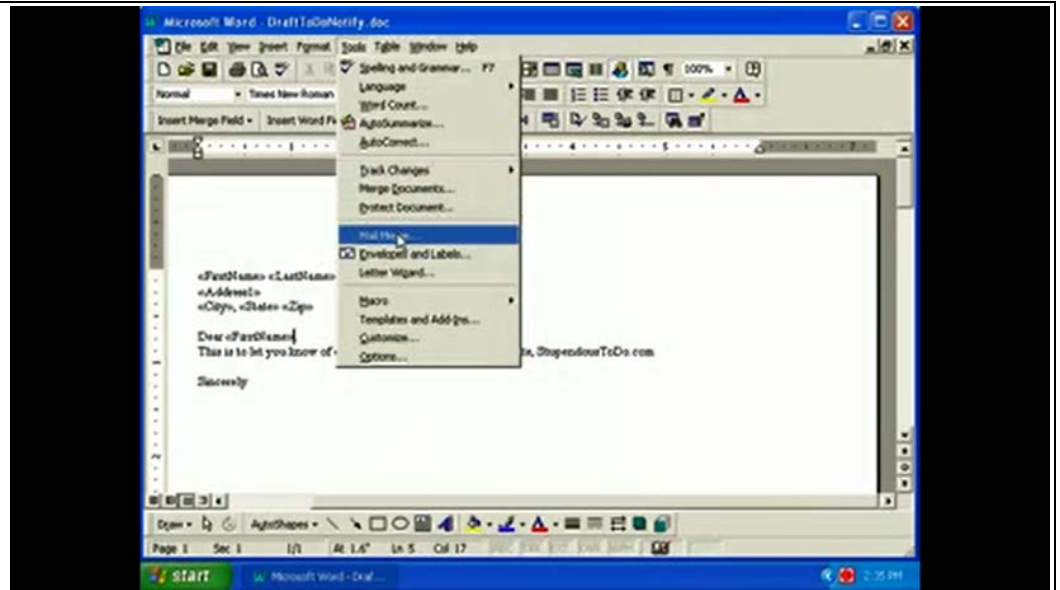 Microsoft Word - DraftToDoNotify.doc
File Edit View Insert Format Tools Table Window Help
100%
Normal Times New Roman
Insert Merge Field Insert Word
Spelling and Grammar... F7
Language
Word Count...
AutoSummarize...
AutoCorrect...
Track Changes
Merge Documents...
Protect Document...
Mail Merge...
Envelopes and Labels...
Letter Wizard...
Macro
Templates and Add-Ins...
Customize...
Options...
«FirstName» «LastName»
«Address1»
«City», «State» «Zip»
Dear «FirstName»
This is to let you know of StupendousToDo.com
Sincerely
Draw AutoShapes
Page 1 Sec 1 1/1 At 1.6" Ln 5 Col 17
start Microsoft Word - Draf... 2:35 PM